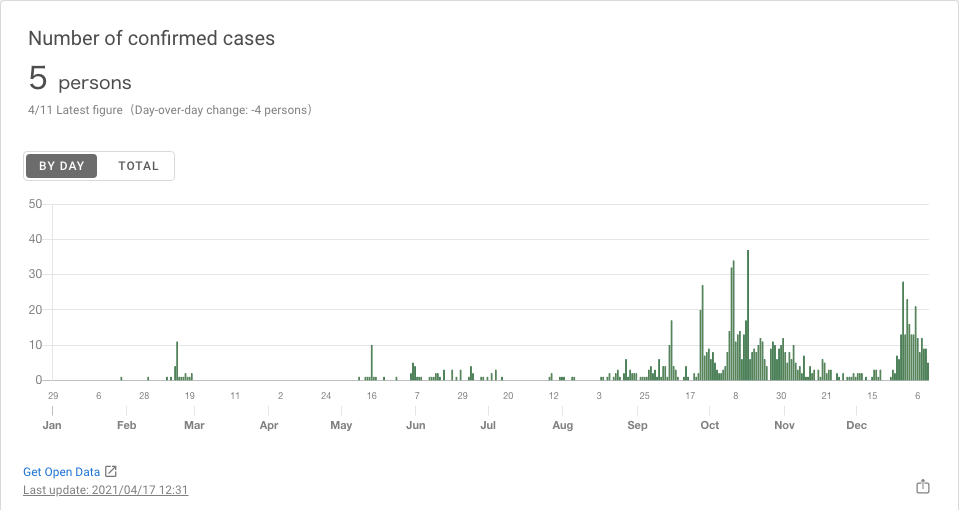 Number of confirmed cases
5 persons
4/11 Latest figure（Day-over-day change: -4 persons）
BY DAY TOTAL
50
40
30
20
10
0
29 6 28 19 11 2 24 16 7 29 20 12 3 25 17 8 30 21 15 6
Jan Feb Mar Apr May Jun Jul Aug Sep Oct Nov Dec
Get Open Data
Last update: 2021/04/17 12:31